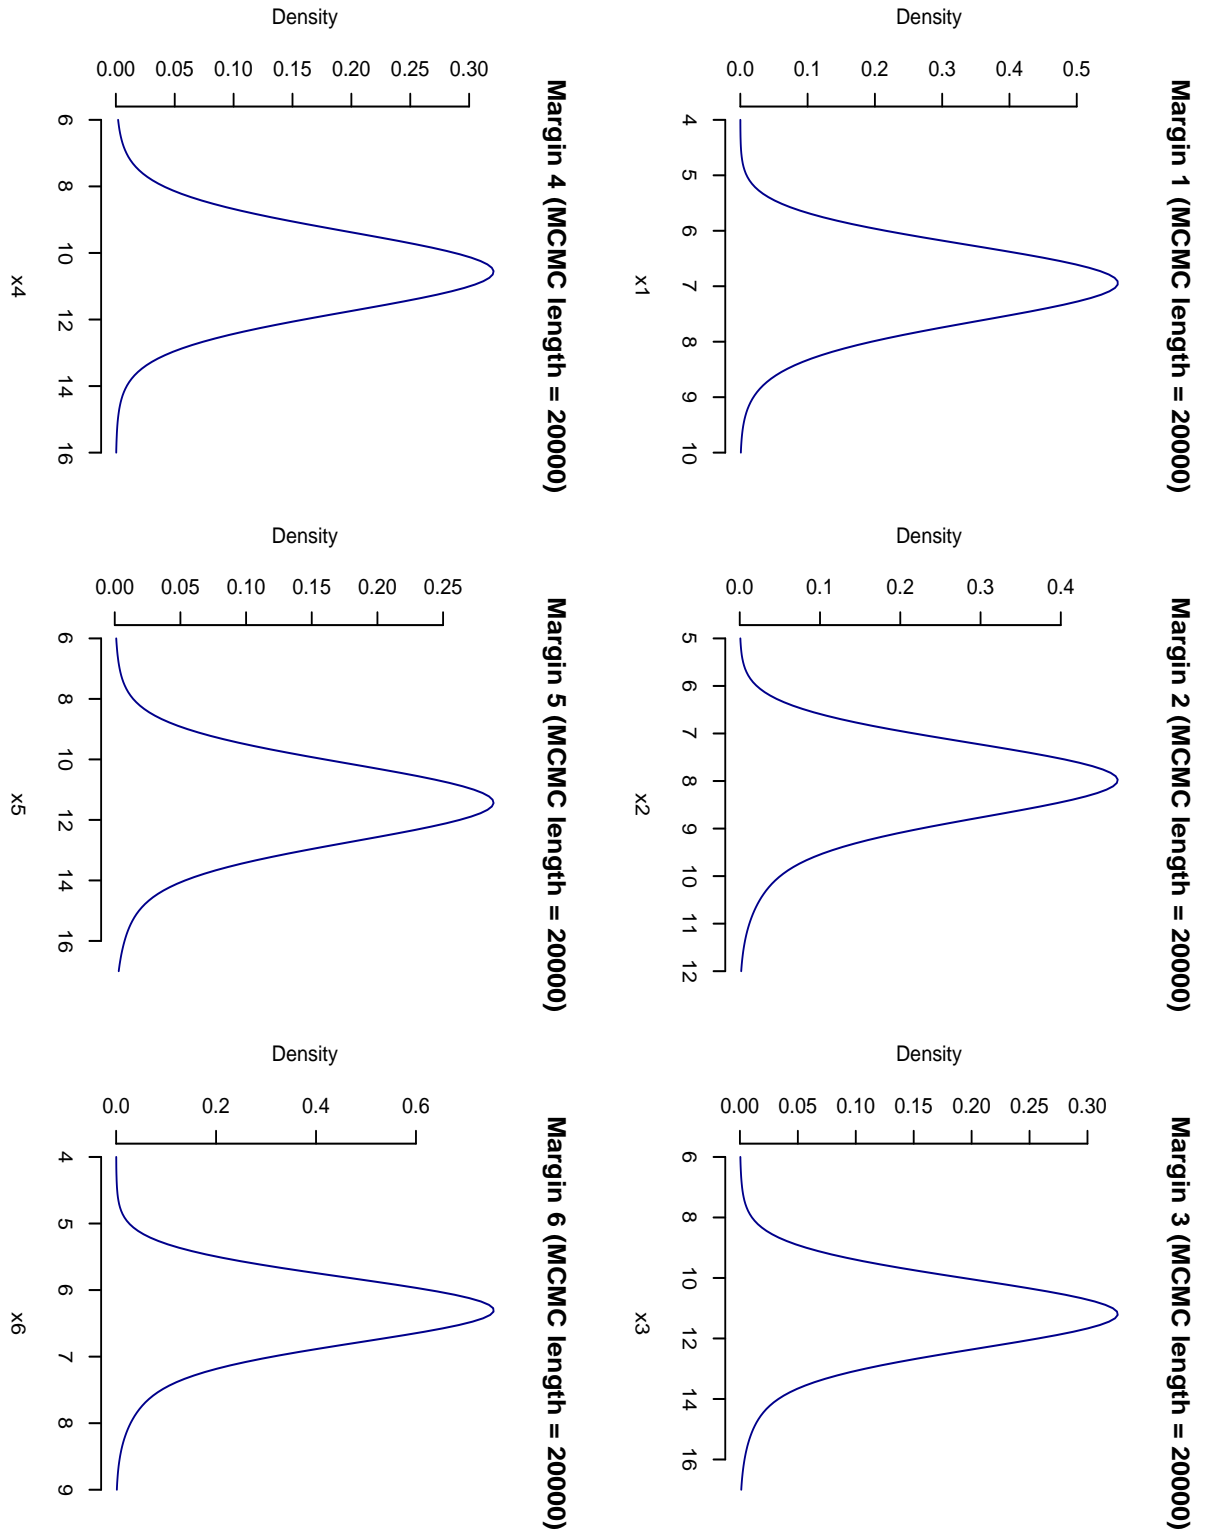 Margin 1 (MCMC length = 20000)
Density
0.0 0.1 0.2 0.3 0.4 0.5
4 5 6 7 8 9 10
x1
Margin 2 (MCMC length = 20000)
Density
0.0 0.1 0.2 0.3 0.4
5 6 7 8 9 10 11 12
x2
Margin 3 (MCMC length = 20000)
Density
0.00 0.05 0.10 0.15 0.20 0.25 0.30
6 8 10 12 14 16
x3
Margin 4 (MCMC length = 20000)
Density
0.00 0.05 0.10 0.15 0.20 0.25 0.30
6 8 10 12 14 16
x4
Margin 5 (MCMC length = 20000)
Density
0.00 0.05 0.10 0.15 0.20 0.25
6 8 10 12 14 16
x5
Margin 6 (MCMC length = 20000)
Density
0.0 0.2 0.4 0.6
4 5 6 7 8 9
x6